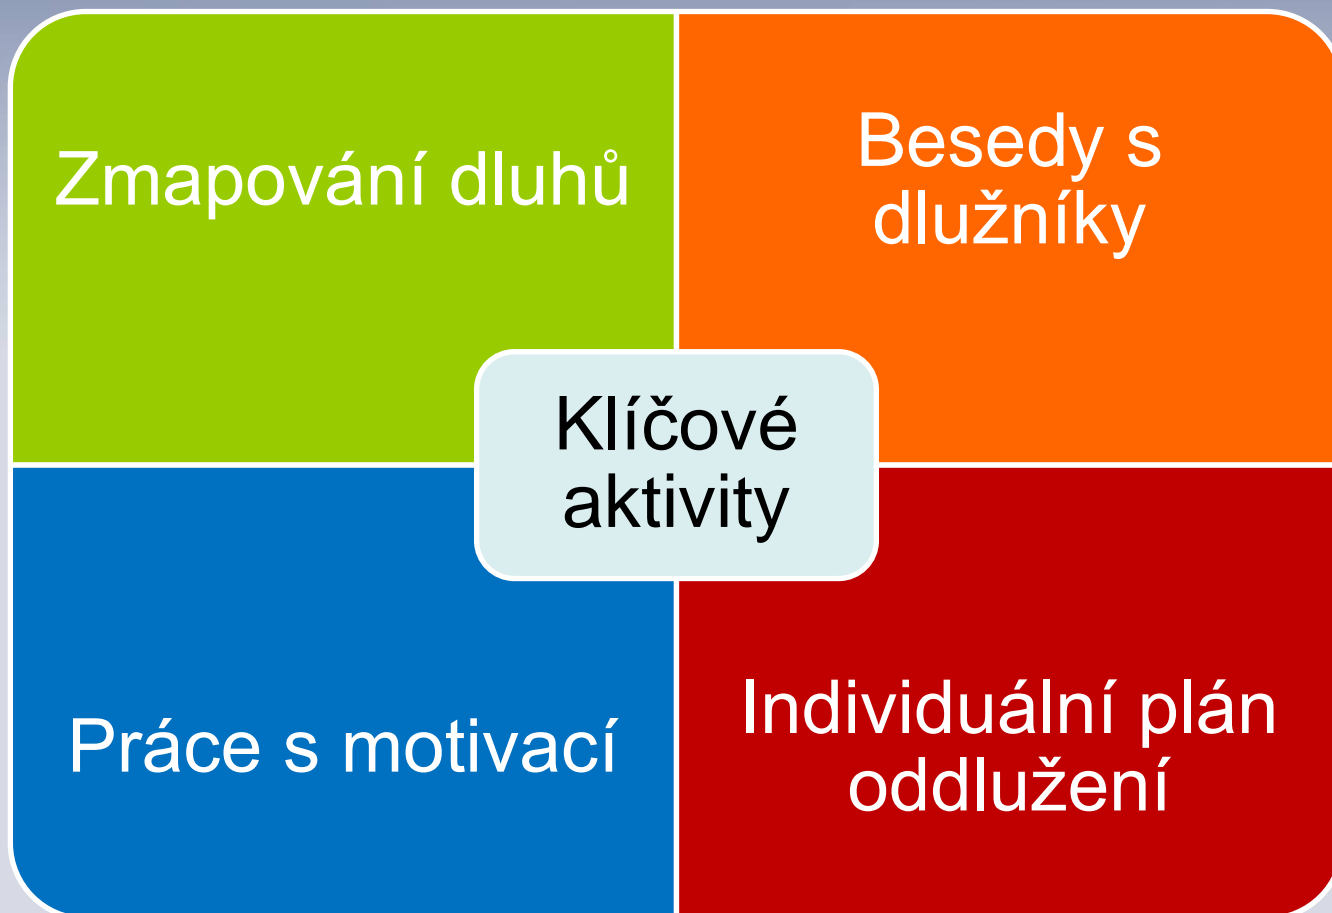 Zmapování dluhů
Besedy s
dlužníky
Klíčové
aktivity
Práce s motivací
Individuální plán
oddlužení